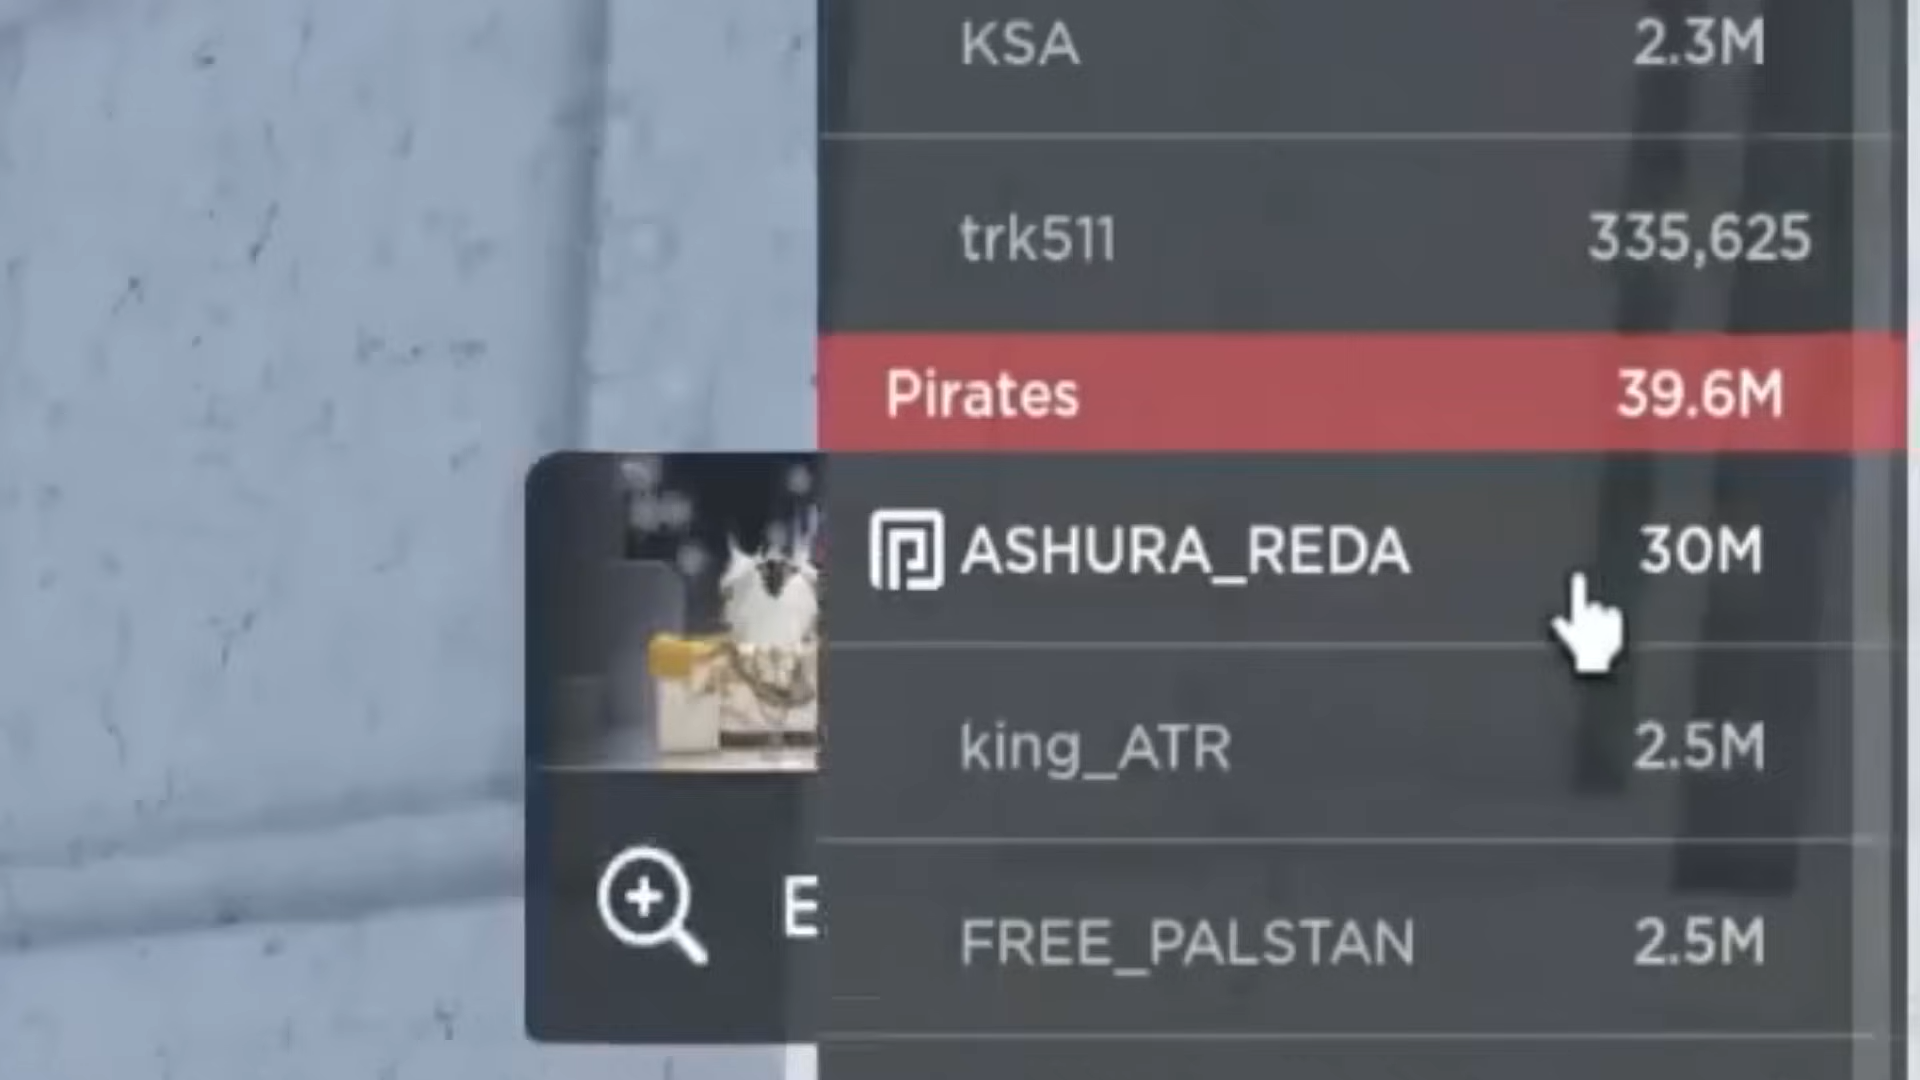 KSA 2.3M
trk511 335,625
Pirates 39.6M
ASHURA_REDA 30M
king_ATR 2.5M
E
FREE_PALSTAN 2.5M